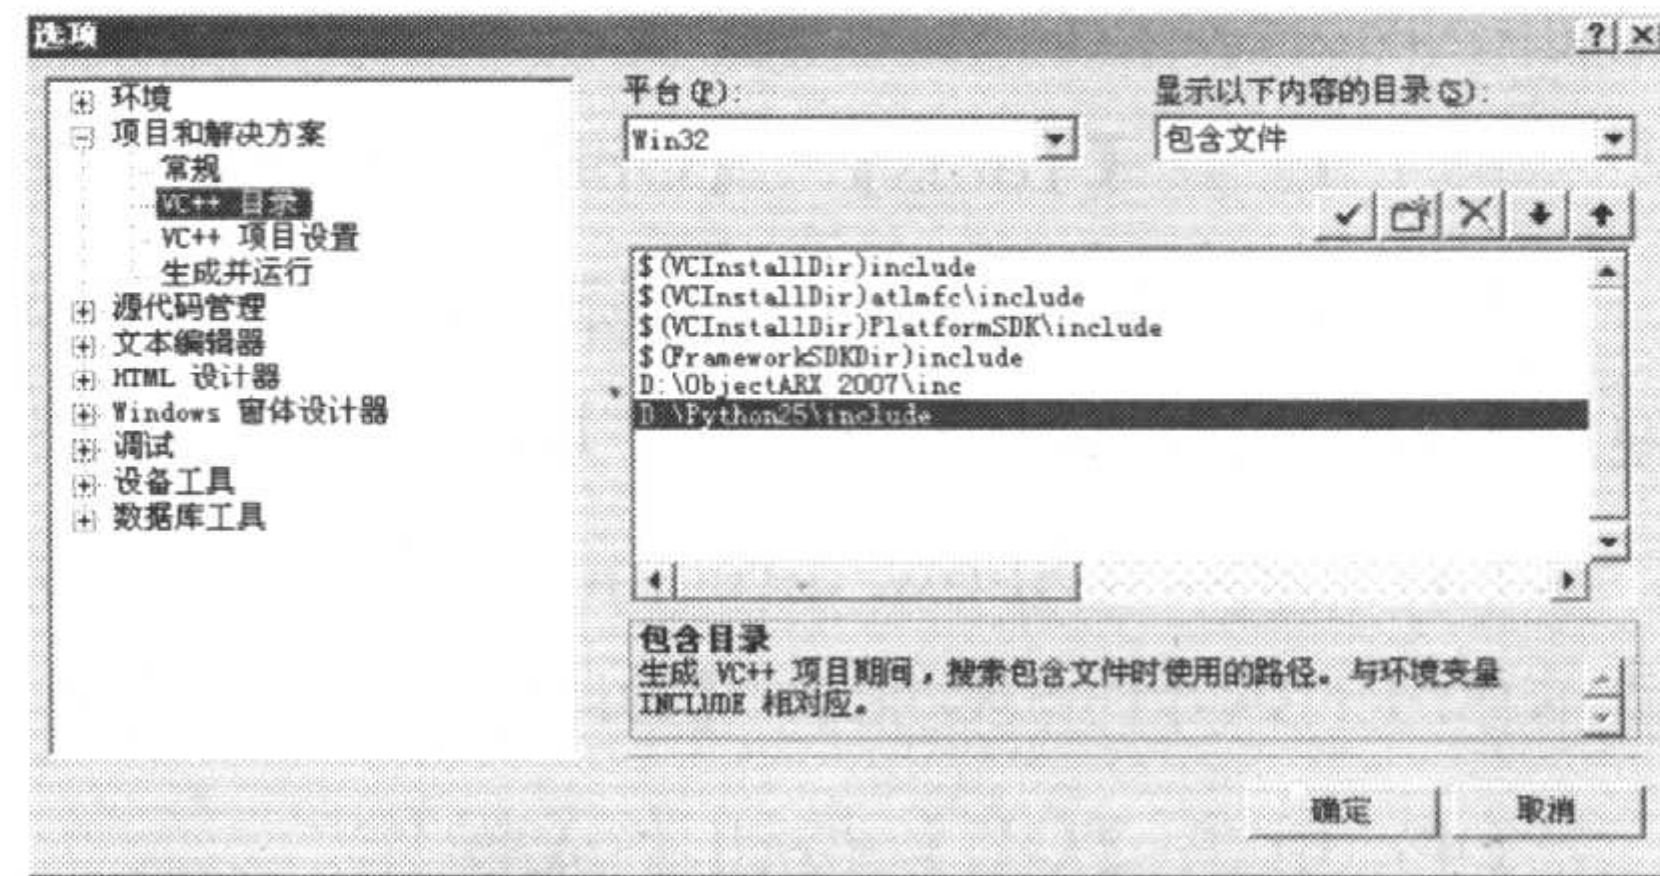 选项
环境
项目和解决方案
常规
VC++ 目录
VC++ 项目设置
生成并运行
源代码管理
文本编辑器
HTML 设计器
Windows 窗体设计器
调试
设备工具
数据库工具
平台(P):
Win32
显示以下内容的目录(S):
包含文件
$(VCInstallDir)include
$(VCInstallDir)atlmfc\include
$(VCInstallDir)PlatformSDK\include
$(FrameworkSDKDir)include
D:\ObjectARX 2007\inc
D:\Python25\include
包含目录
生成 VC++ 项目期间，搜索包含文件时使用的路径。与环境变量
INCLUDE 相对应。
确定
取消